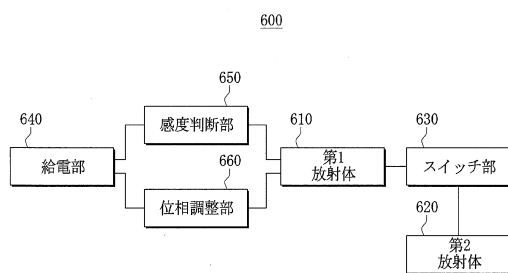 600
650
感度判断部
640
給電部
610
第1
放射体
630
スイッチ部
660
位相調整部
620
第2
放射体